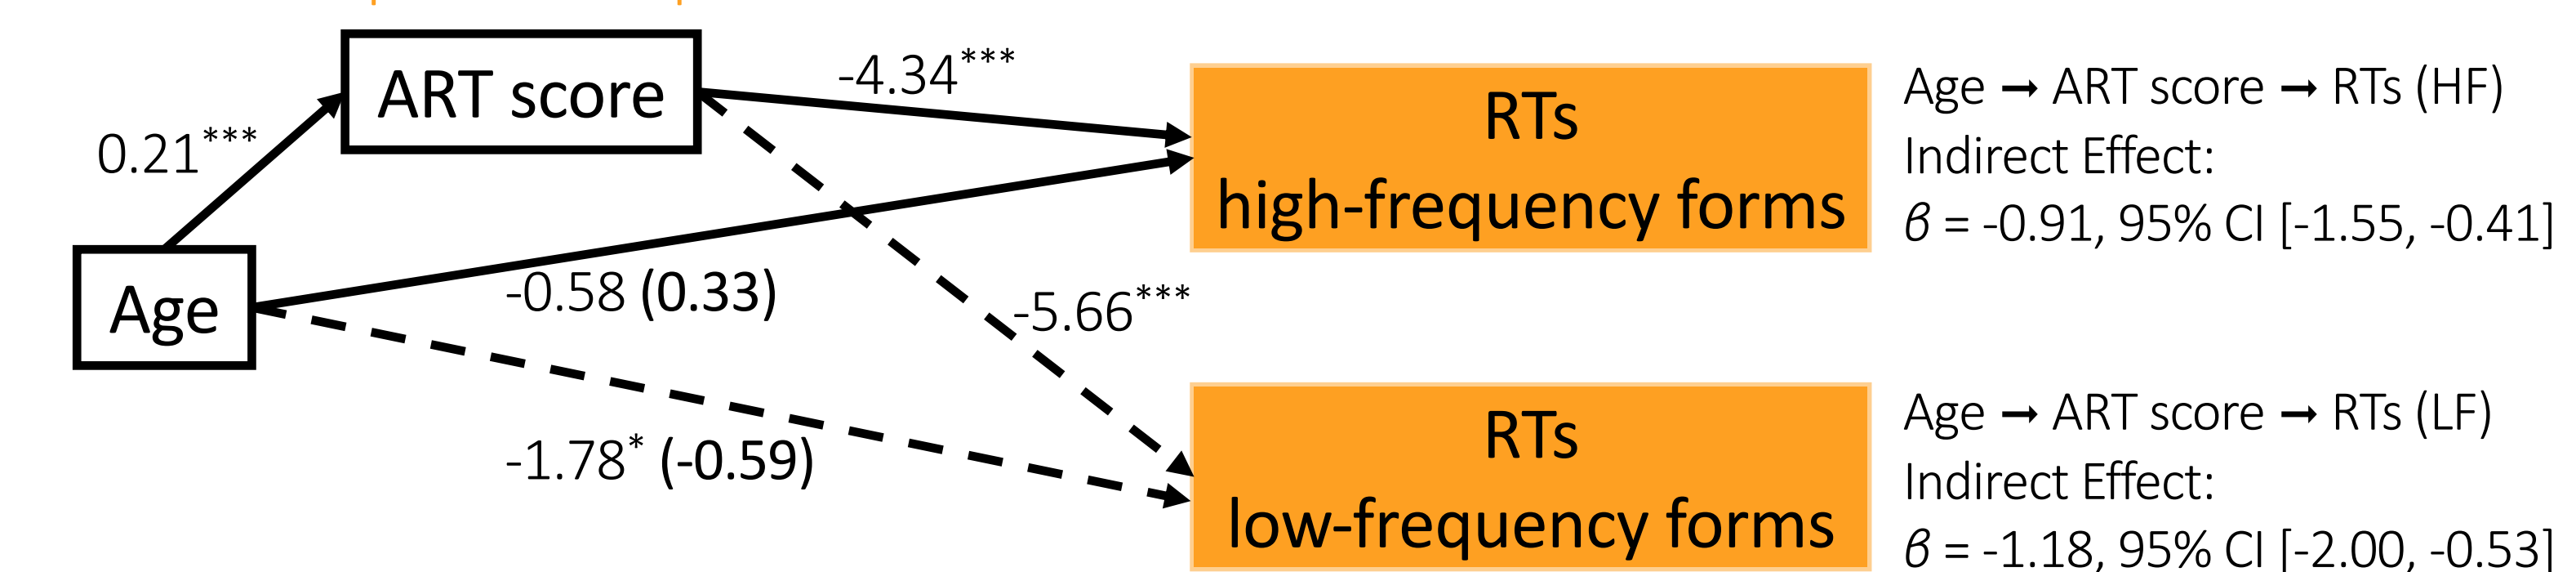 ART score
-4.34***
0.21***
Age
-0.58 (0.33)
-5.66***
-1.78* (-0.59)
RTs
high-frequency forms
RTs
low-frequency forms
Age → ART score → RTs (HF)
Indirect Effect:
β = -0.91, 95% CI [-1.55, -0.41]
Age → ART score → RTs (LF)
Indirect Effect:
β = -1.18, 95% CI [-2.00, -0.53]